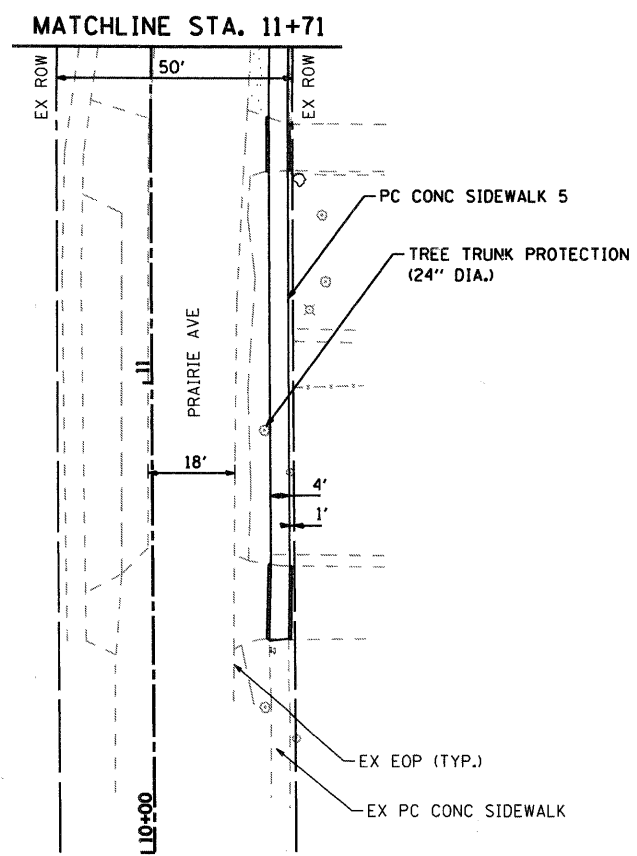 MATCHLINE STA. 11+71
EX ROW
50'
EX ROW
PC CONC SIDEWALK 5
TREE TRUNK PROTECTION
(24" DIA.)
11
PRAIRIE AVE
18'
4'
1'
EX EOP (TYP.)
EX PC CONC SIDEWALK
10+00